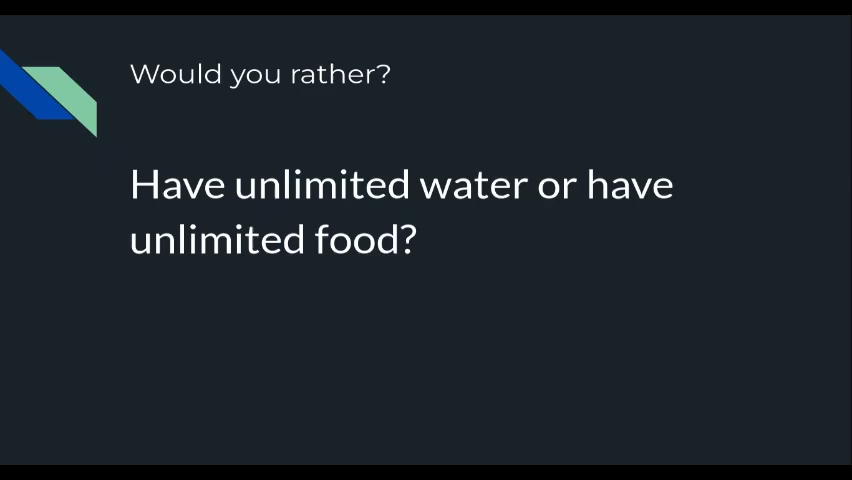 Would you rather?
Have unlimited water or have
unlimited food?